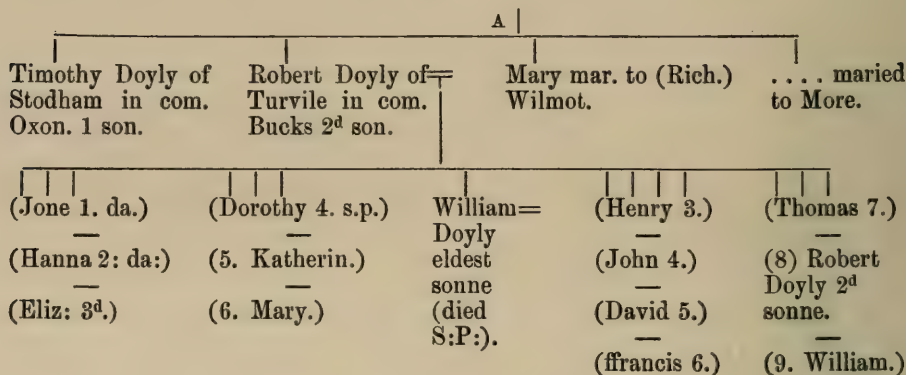 A
Timothy Doyly of
Stodham in com.
Oxon. 1 son.
Robert Doyly of
Turvile in com.
Bucks 2d son.
Mary mar. to (Rich.)
Wilmot.
. . . . maried
to More.
(Jone 1. da.)
(Hanna 2: da:)
(Eliz: 3d.)
(Dorothy 4. s.p.)
(5. Katherin.)
(6. Mary.)
William=
Doyly
eldest
sonne
(died
S:P:).
(Henry 3.)
(John 4.)
(David 5.)
(ffrancis 6.)
(Thomas 7.)
(8) Robert
Doyly 2d
sonne.
(9. William.)